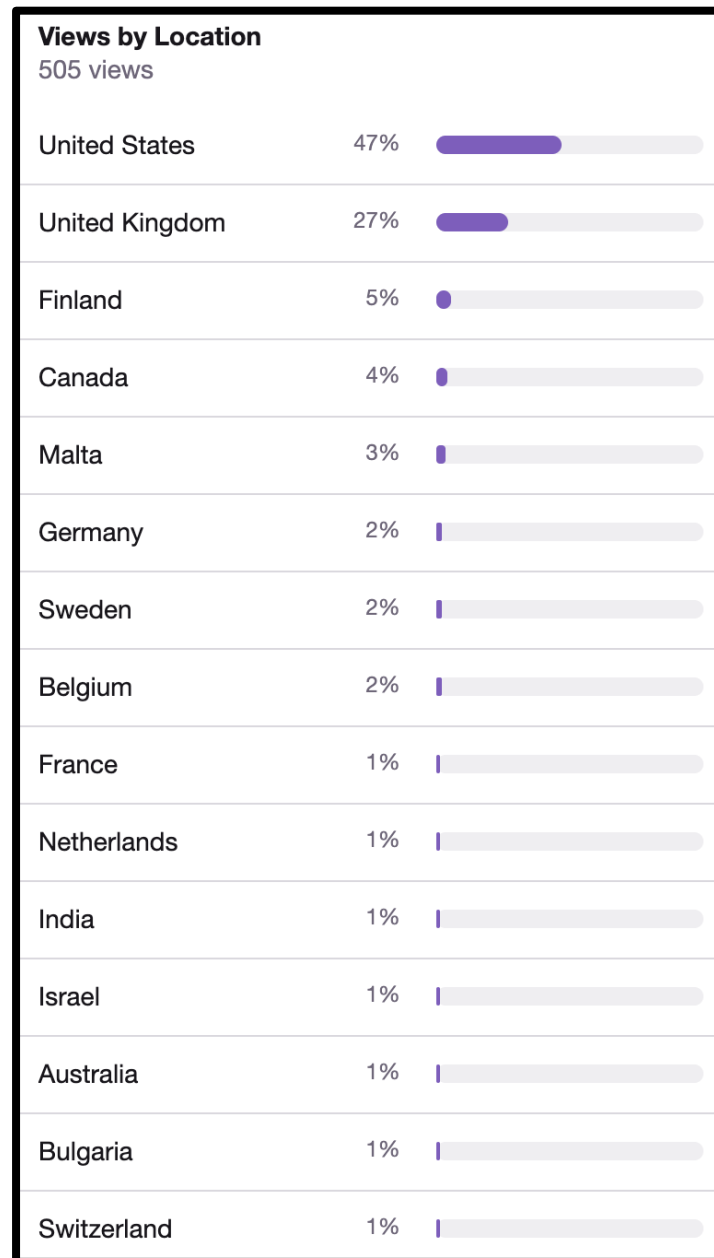 Views by Location
505 views
United States 47%
United Kingdom 27%
Finland 5%
Canada 4%
Malta 3%
Germany 2%
Sweden 2%
Belgium 2%
France 1%
Netherlands 1%
India 1%
Israel 1%
Australia 1%
Bulgaria 1%
Switzerland 1%